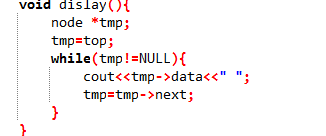 void dislay(){
node *tmp;
tmp=top;
while(tmp!=NULL){
cout<<tmp->data<<" ";
tmp=tmp->next;
}
}